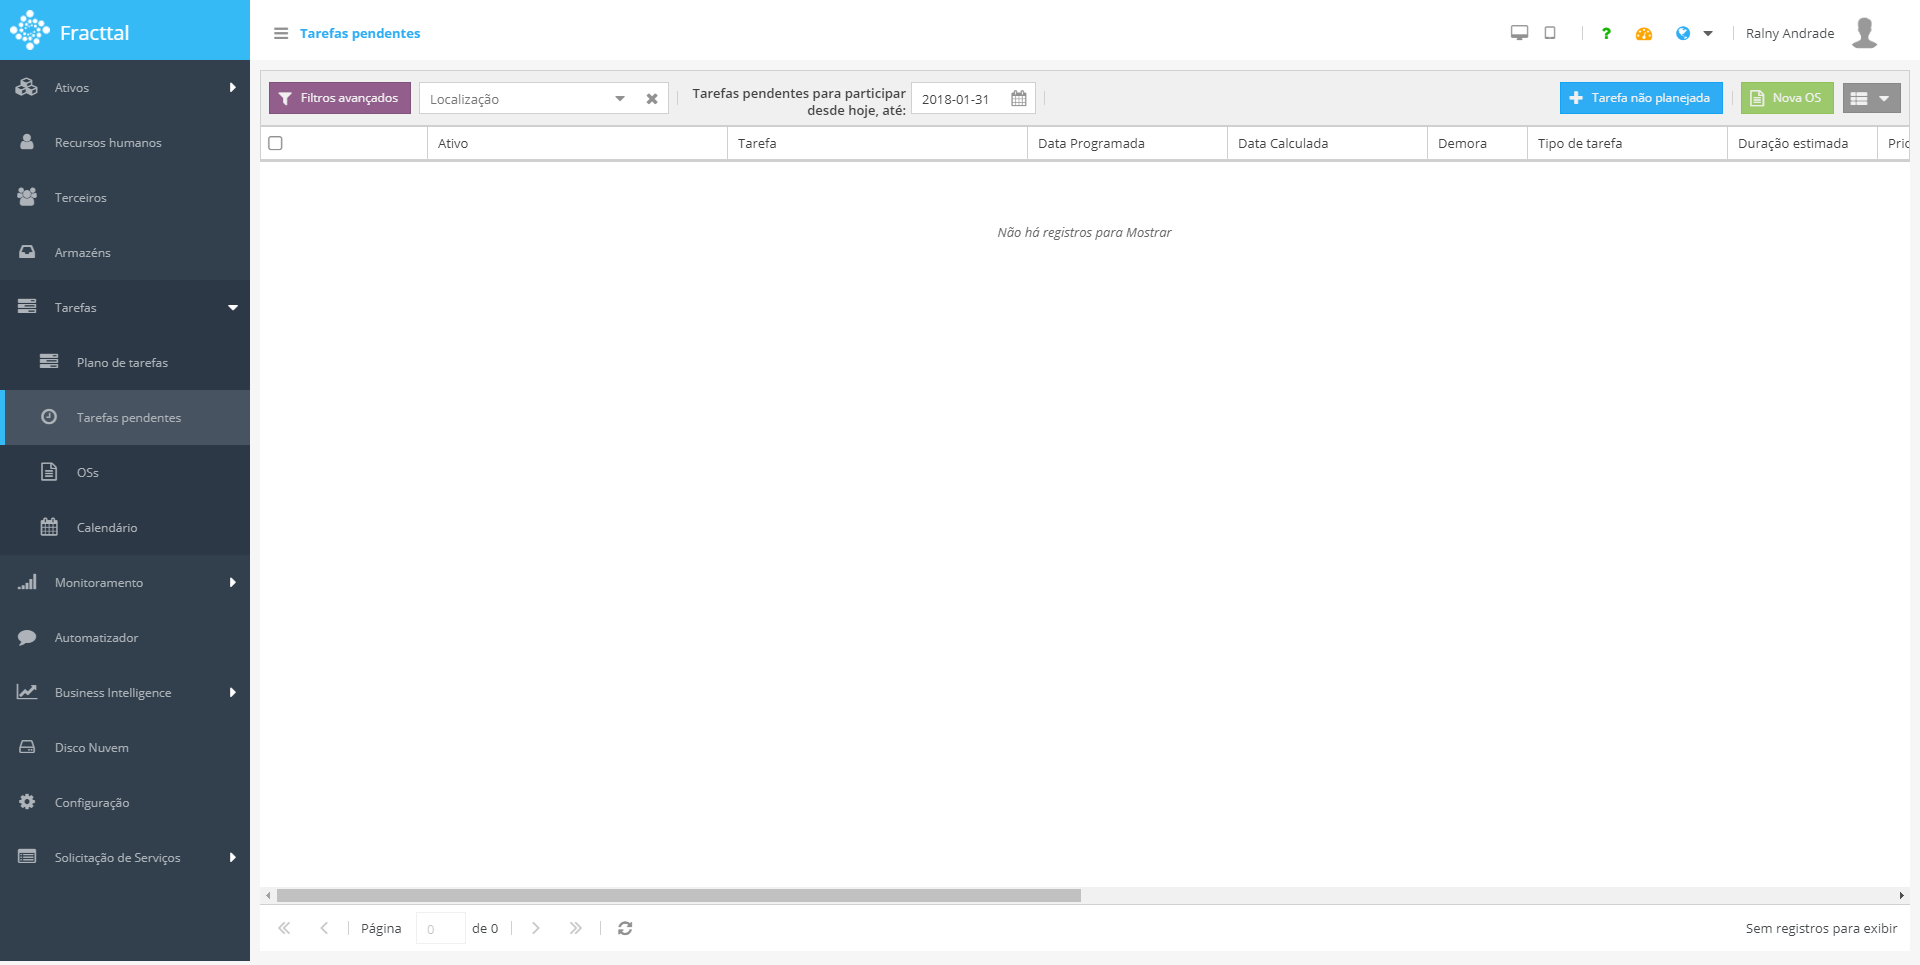 Fracttal
Tarefas pendentes
?
Ralny Andrade
Ativos
Recursos humanos
Terceiros
Armazéns
Tarefas
Plano de tarefas
Tarefas pendentes
OSs
Calendário
Monitoramento
Automatizador
Business Intelligence
Disco Nuvem
Configuração
Solicitação de Serviços
Filtros avançados
Localização
Tarefas pendentes para participar
desde hoje, até:
2018-01-31
Tarefa não planejada
Nova OS
Ativo
Tarefa
Data Programada
Data Calculada
Demora
Tipo de tarefa
Duração estimada
Pric
Não há registros para Mostrar
Página
0
de 0
Sem registros para exibir